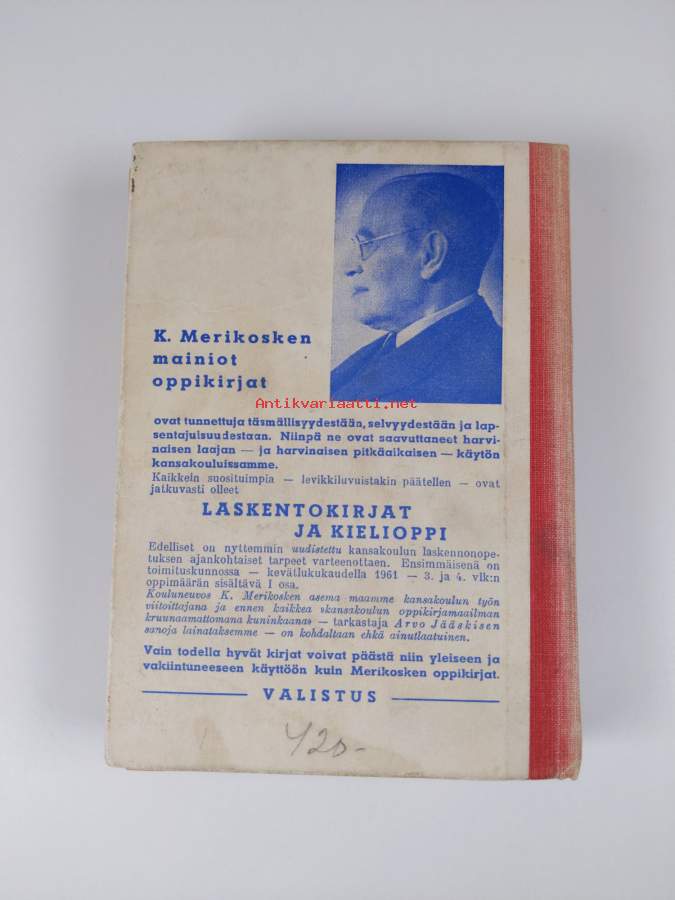 K. Merikosken
mainiot
oppikirjat
Antikvariaatti.net
ovat tunnettuja täsmällisyydestään, selvyydestään ja lap-
sentajuisuudestaan. Niinpä ne ovat saavuttaneet harvi-
naisen laajan — ja harvinaisen pitkäaikaisen — käytön
kansakouluissamme.
Kaikkein suosituimpia — levikkiluvuistakin päätellen — ovat
jatkuvasti olleet
LASKENTOKIRJAT
JA KIELIOPPI
Edelliset on nyttemmin uudistettu kansakoulun laskennonope-
tuksen ajankohtaiset tarpeet varteenottaen. Ensimmäisenä on
toimituskunnossa — kevätlukukaudella 1961 — 3. ja 4. vlk:n
oppimäärän sisältävä I osa.
Kouluneuvos K. Merikosken asema maamme kansakoulun työn
viitoittajana ja ennen kaikkea »kansakoulun oppikirjamaailman
kruunaamattomana kuninkaana» — tarkastaja Arvo Jääskisen
sanoja lainataksemme — on kohdaltaan ehkä ainutlaatuinen.
Vain todella hyvät kirjat voivat päästä niin yleiseen ja
vakiintuneeseen käyttöön kuin Merikosken oppikirjat.
VALISTUS
420-